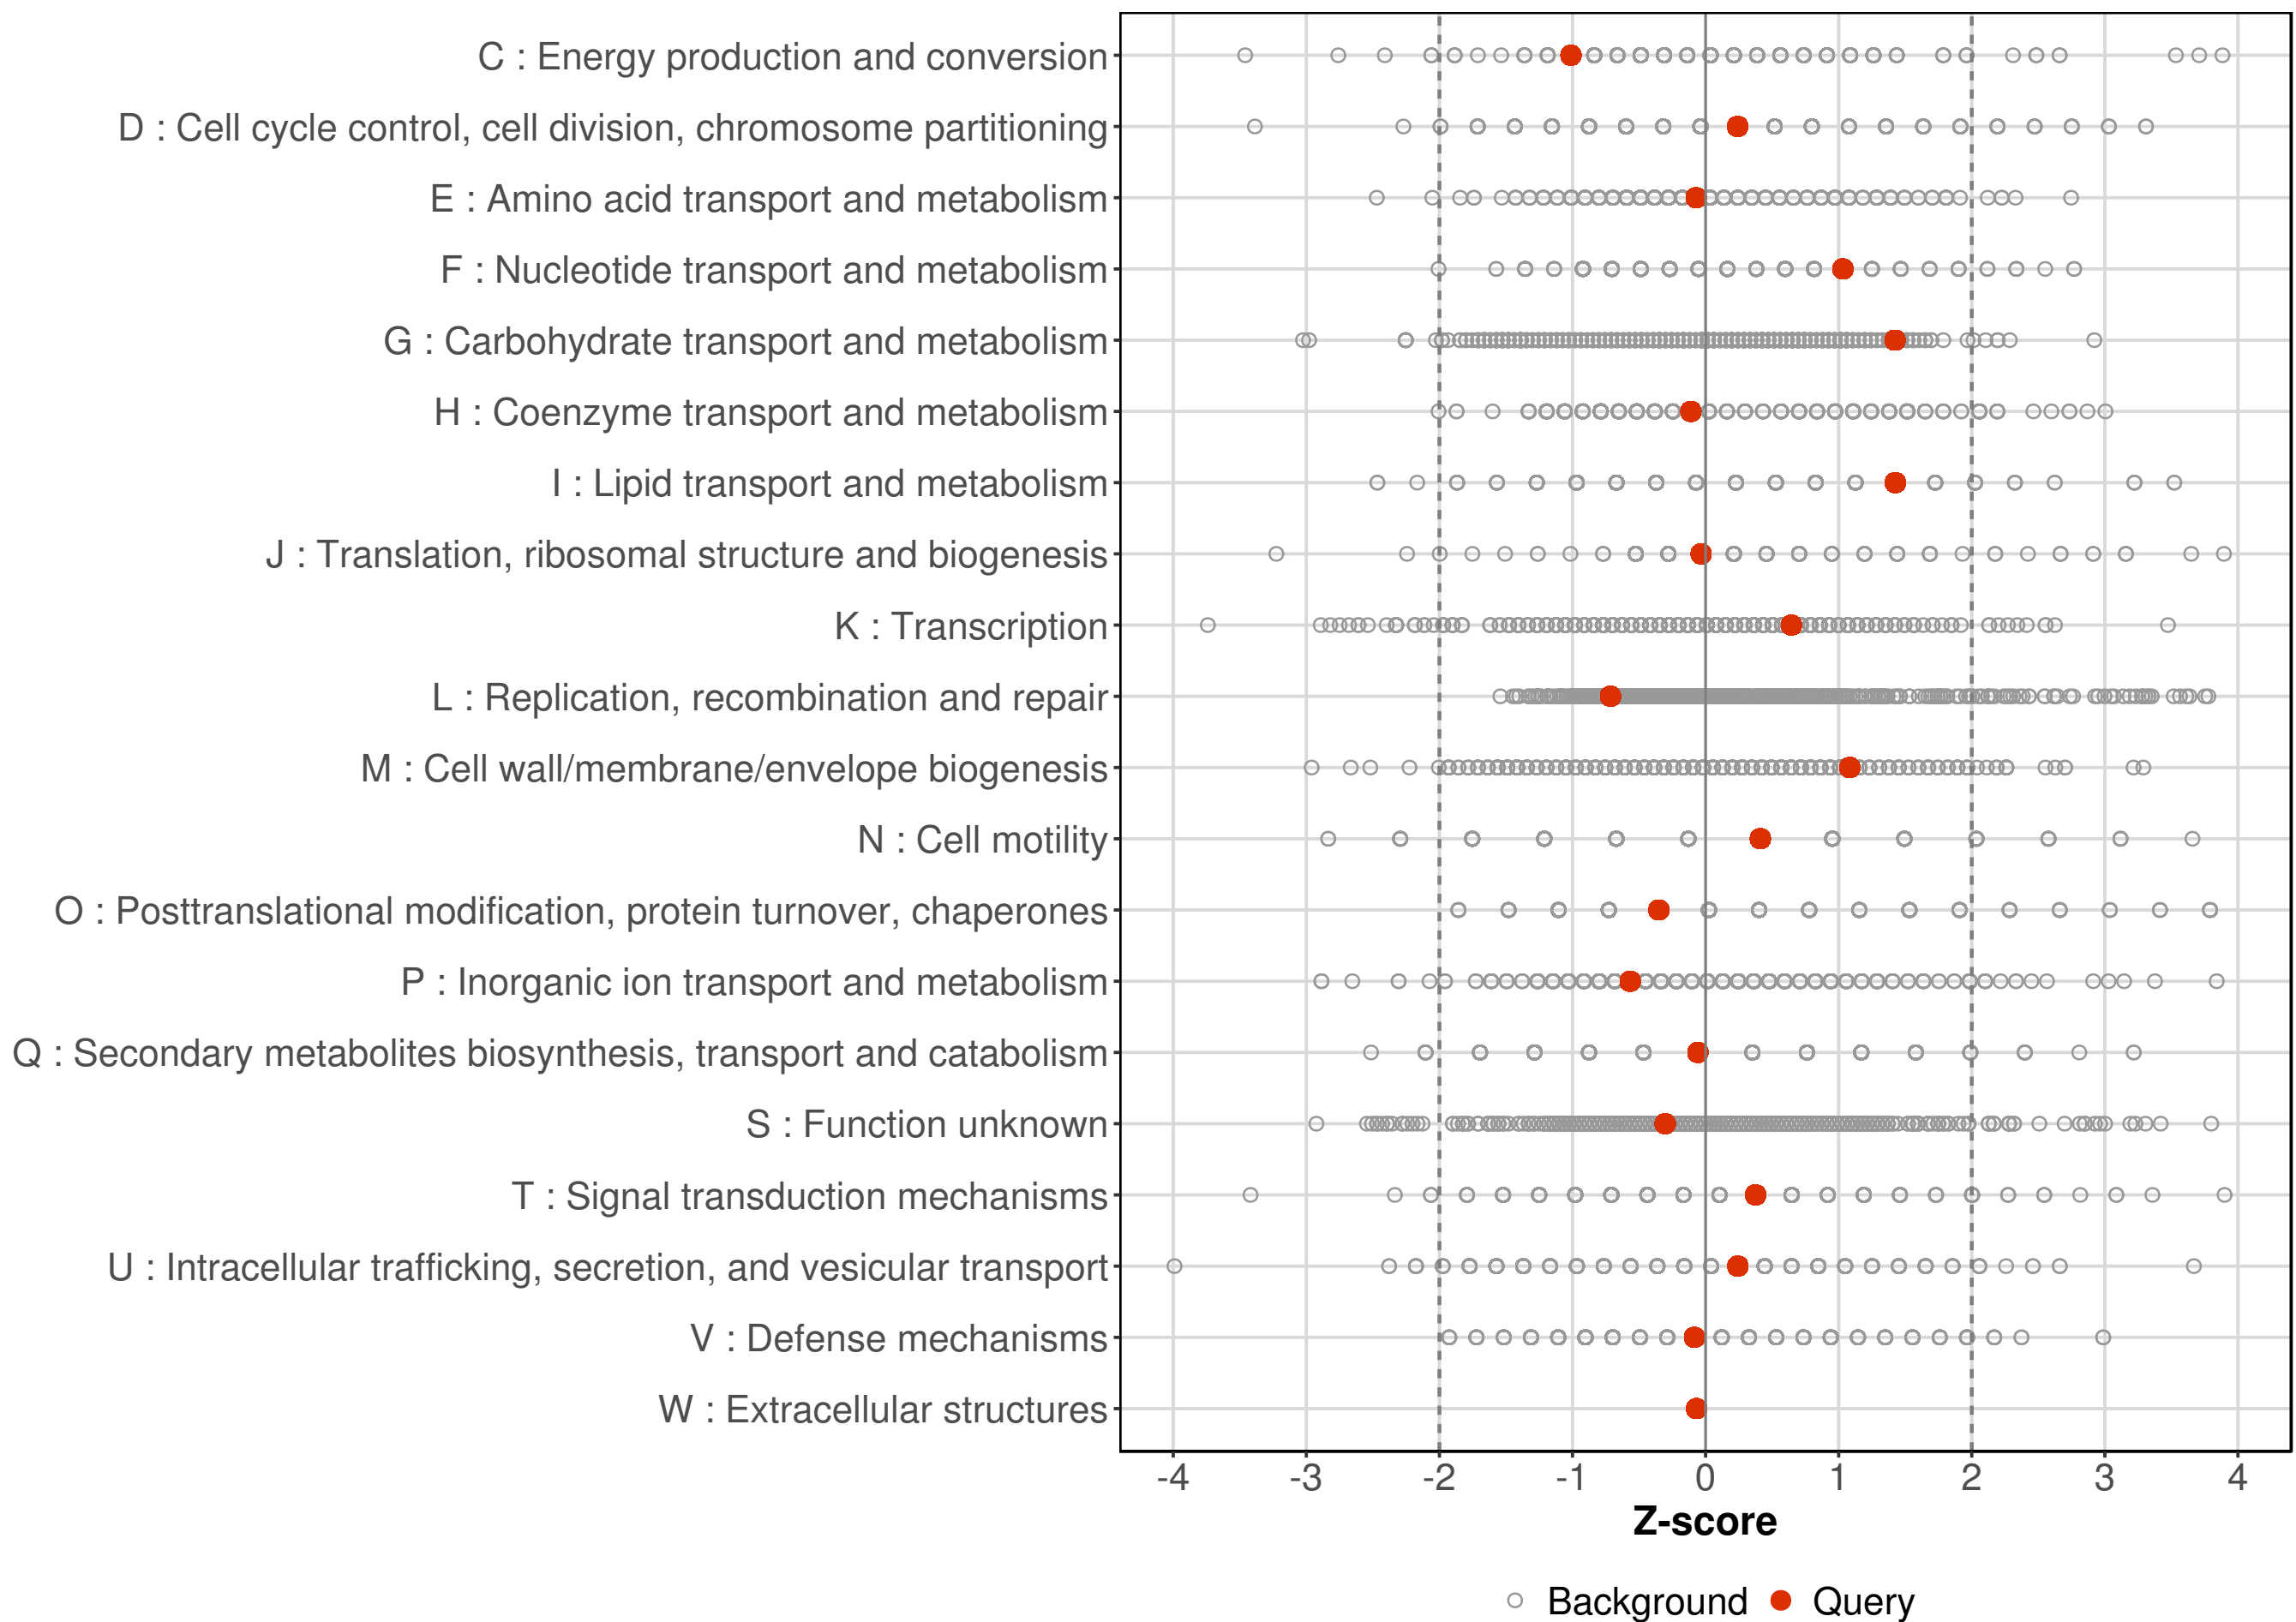 C : Energy production and conversion
D : Cell cycle control, cell division, chromosome partitioning
E : Amino acid transport and metabolism
F : Nucleotide transport and metabolism
G : Carbohydrate transport and metabolism
H : Coenzyme transport and metabolism
I : Lipid transport and metabolism
J : Translation, ribosomal structure and biogenesis
K : Transcription
L : Replication, recombination and repair
M : Cell wall/membrane/envelope biogenesis
N : Cell motility
O : Posttranslational modification, protein turnover, chaperones
P : Inorganic ion transport and metabolism
Q : Secondary metabolites biosynthesis, transport and catabolism
S : Function unknown
T : Signal transduction mechanisms
U : Intracellular trafficking, secretion, and vesicular transport
V : Defense mechanisms
W : Extracellular structures
-4 -3 -2 -1 0 1 2 3 4
Z-score
Background Query